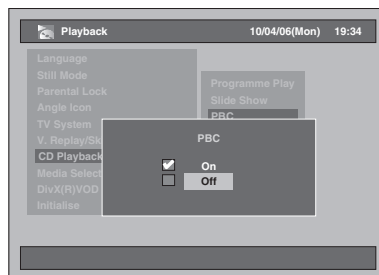 Playback 10/04/06(Mon) 19:34
Language
Still Mode
Parental Lock
Angle Icon
TV System
V. Replay/Sk
CD Playback
Media Select
DivX(R)VOD
Initialise
Programme Play
Slide Show
PBC
PBC
On
Off